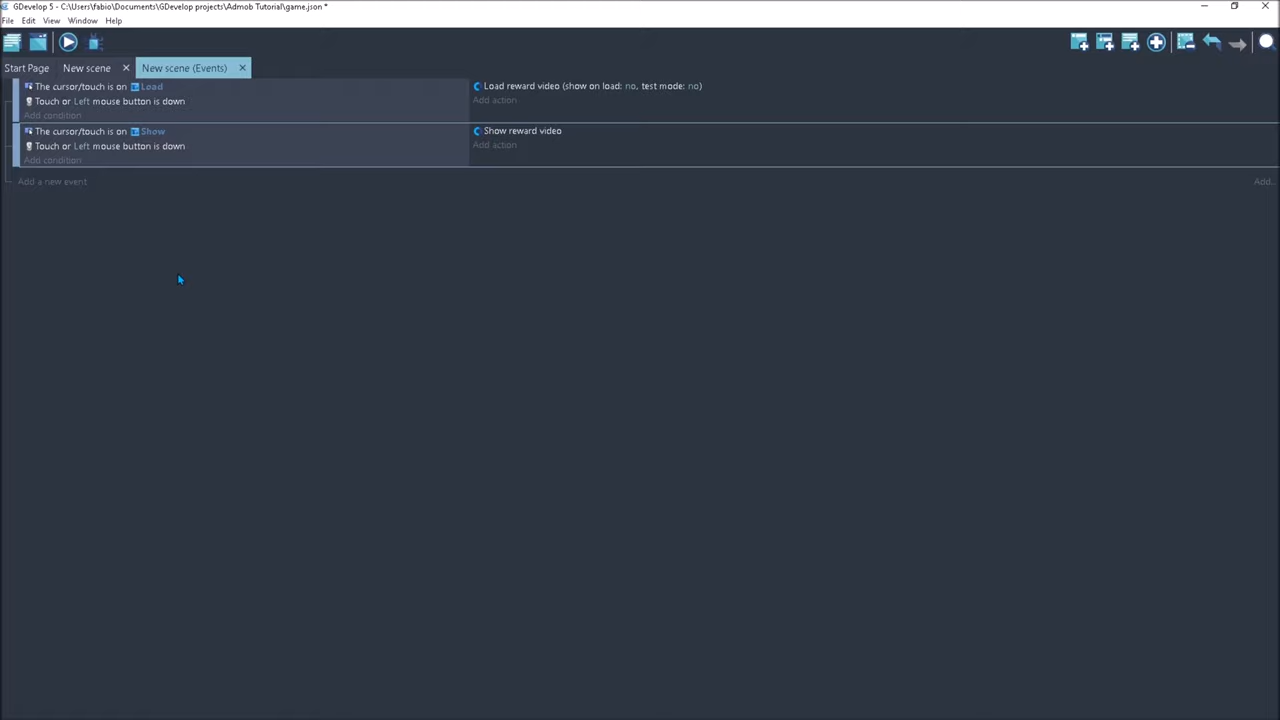 GDevelop 5 - C:\Users\fabio\Documents\GDevelop projects\Admob Tutorial\game.json *
File Edit View Window Help
Start Page New scene New scene (Events)
The cursor/touch is on Load Load reward video (show on load: no, test mode: no)
Touch or Left mouse button is down Add action
Add condition
The cursor/touch is on Show Show reward video
Touch or Left mouse button is down Add action
Add condition
Add a new event Add...